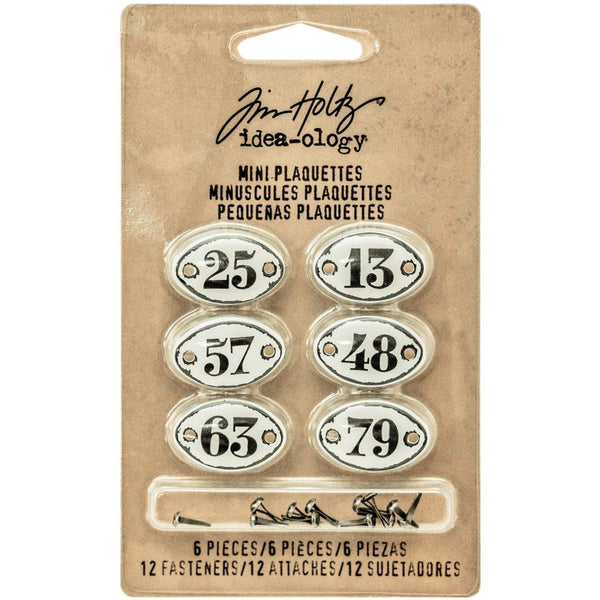 Tim Holtz
idea-ology
MINI PLAQUETTES
MINUSCULES PLAQUETTES
PEQUERAS PLAQUETTES
25 13
57 48
63 79
6 PIECES/6 PIÈCES/6 PIEZAS
12 FASTENERS/12 ATTACHES/12 SUJETADORES